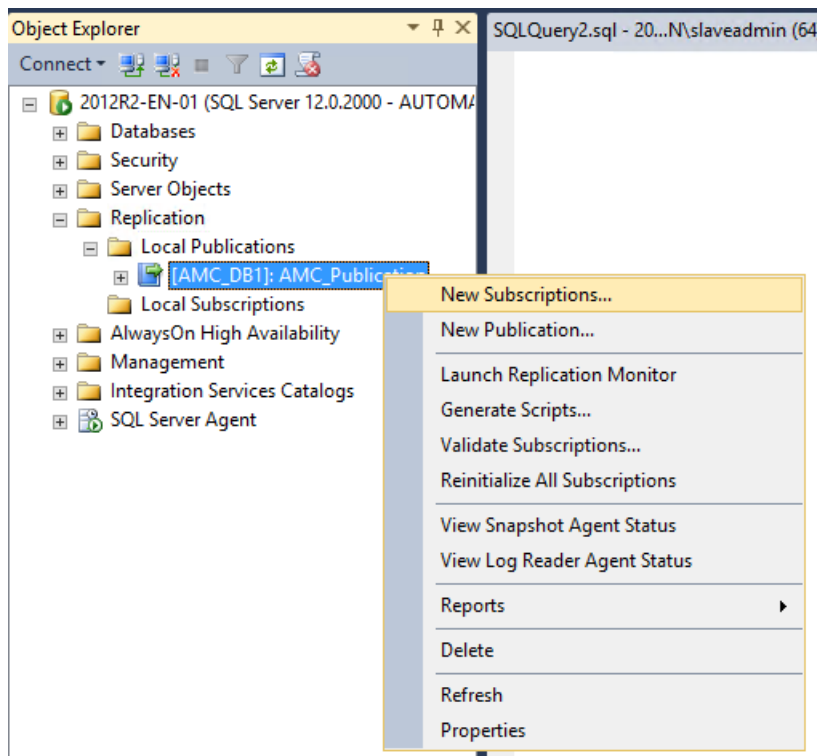 Object Explorer
SQLQuery2.sql - 20...N\slaveadmin (64
Connect
2012R2-EN-01 (SQL Server 12.0.2000 - AUTOMA
Databases
Security
Server Objects
Replication
Local Publications
[AMC_DB1]: AMC_Publication
Local Subscriptions
AlwaysOn High Availability
Management
Integration Services Catalogs
SQL Server Agent
New Subscriptions...
New Publication...
Launch Replication Monitor
Generate Scripts...
Validate Subscriptions...
Reinitialize All Subscriptions
View Snapshot Agent Status
View Log Reader Agent Status
Reports
Delete
Refresh
Properties